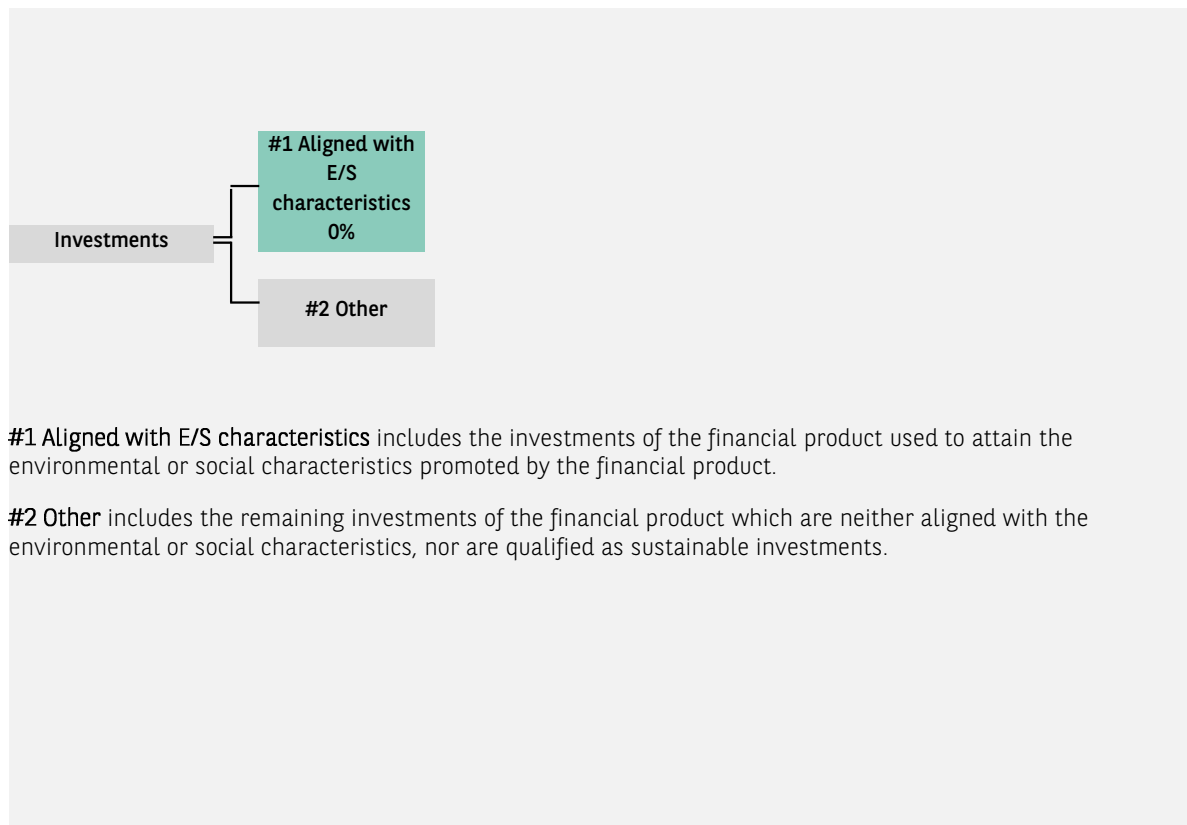 #1 Aligned with
E/S
characteristics
0%
Investments
#2 Other
#1 Aligned with E/S characteristics includes the investments of the financial product used to attain the
environmental or social characteristics promoted by the financial product.
#2 Other includes the remaining investments of the financial product which are neither aligned with the
environmental or social characteristics, nor are qualified as sustainable investments.